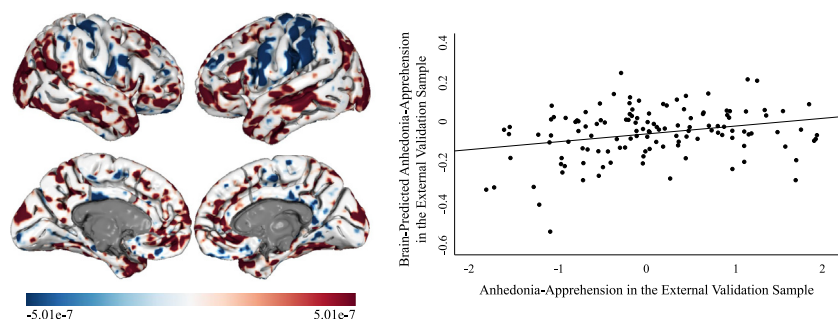 -5.01e-7
5.01e-7
Brain-Predicted Anhedonia-Apprehension
in the External Validation Sample
0.4
0.2
0
-0.2
-0.4
-0.6
-2
-1
0
1
2
Anhedonia-Apprehension in the External Validation Sample